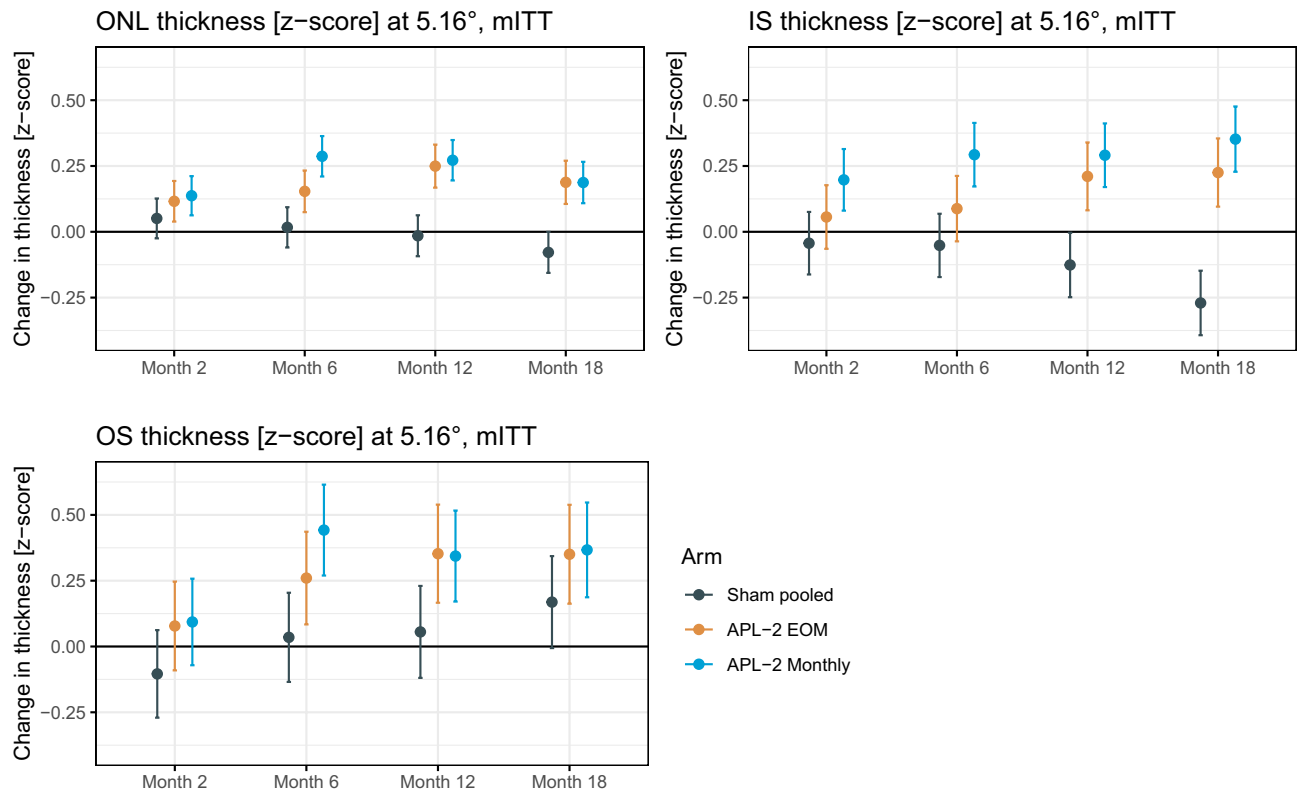 ONL thickness [z−score] at 5.16°, mITT
Change in thickness [z−score]
0.50
0.25
0.00
−0.25
Month 2 Month 6 Month 12 Month 18
IS thickness [z−score] at 5.16°, mITT
Change in thickness [z−score]
0.50
0.25
0.00
−0.25
Month 2 Month 6 Month 12 Month 18
OS thickness [z−score] at 5.16°, mITT
Change in thickness [z−score]
0.50
0.25
0.00
−0.25
Month 2 Month 6 Month 12 Month 18
Arm
Sham pooled
APL−2 EOM
APL−2 Monthly